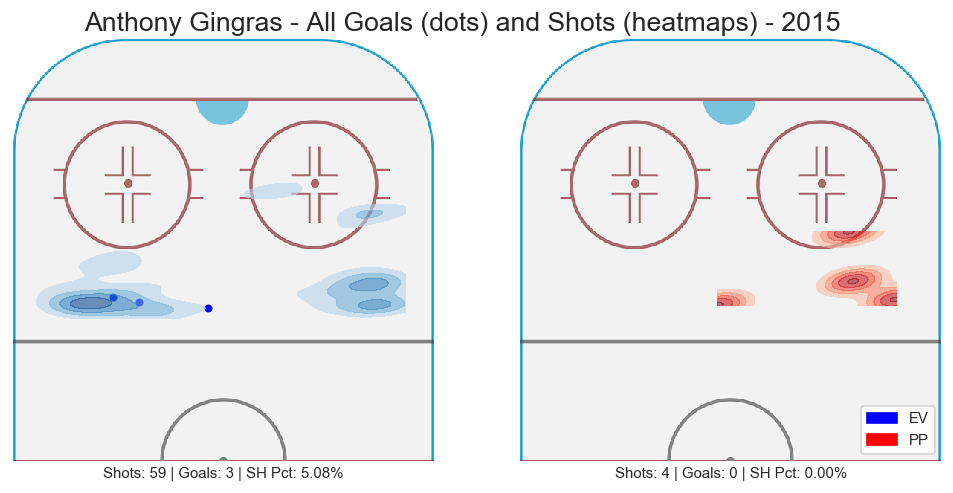 Anthony Gingras - All Goals (dots) and Shots (heatmaps) - 2015
EV
PP
Shots: 59 | Goals: 3 | SH Pct: 5.08%
Shots: 4 | Goals: 0 | SH Pct: 0.00%